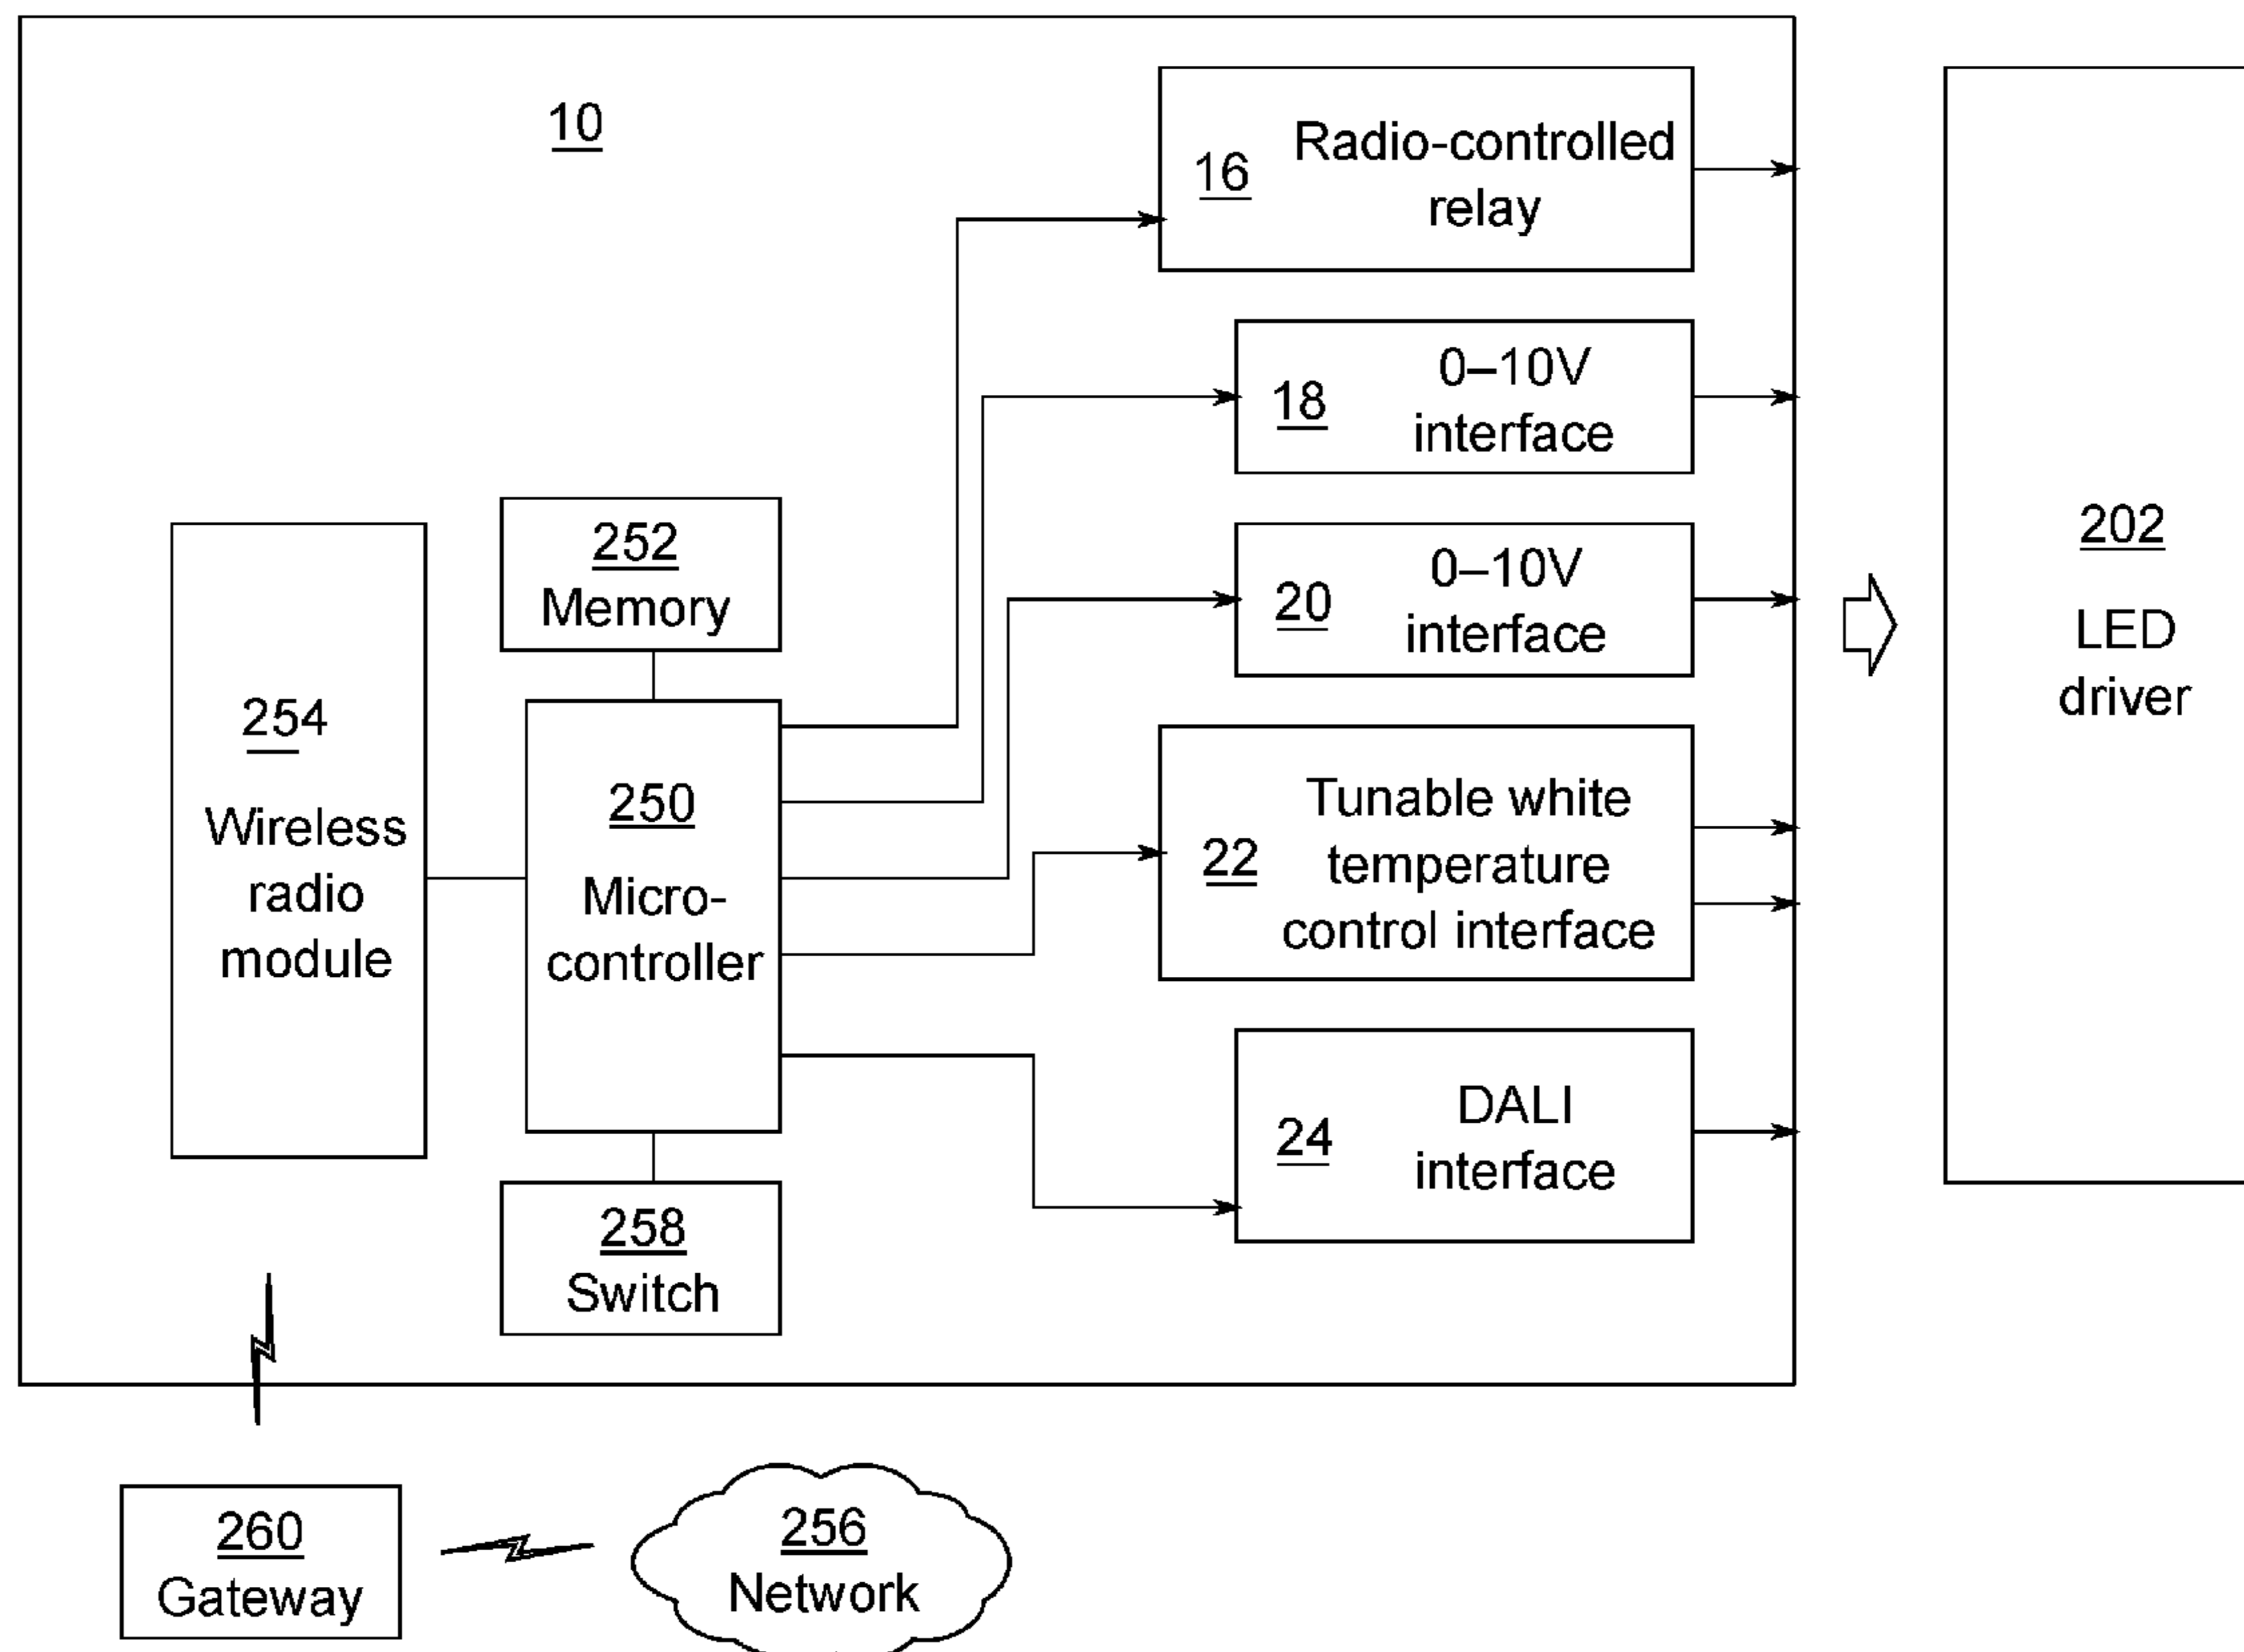 10
16
Radio-controlled
relay
18
0–10V
interface
20
0–10V
interface
22
Tunable white
temperature
control interface
24
DALI
interface
202
LED
driver
252
Memory
254
Wireless
radio
module
250
Micro-
controller
258
Switch
260
Gateway
256
Network